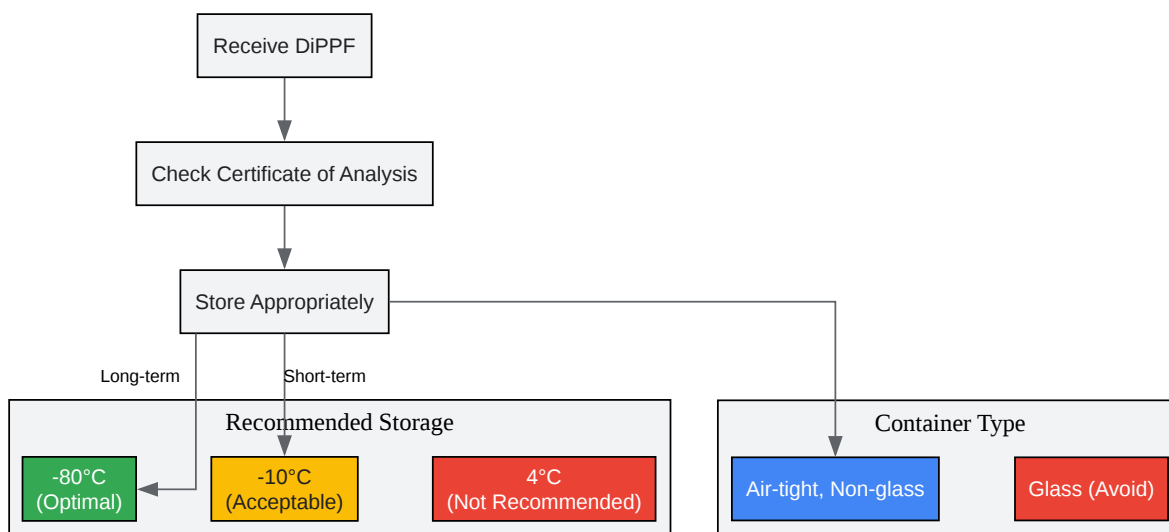 Receive DiPPF
Check Certificate of Analysis
Store Appropriately
Long-term
Short-term
Recommended Storage
-80°C
(Optimal)
-10°C
(Acceptable)
4°C
(Not Recommended)
Container Type
Air-tight, Non-glass
Glass (Avoid)